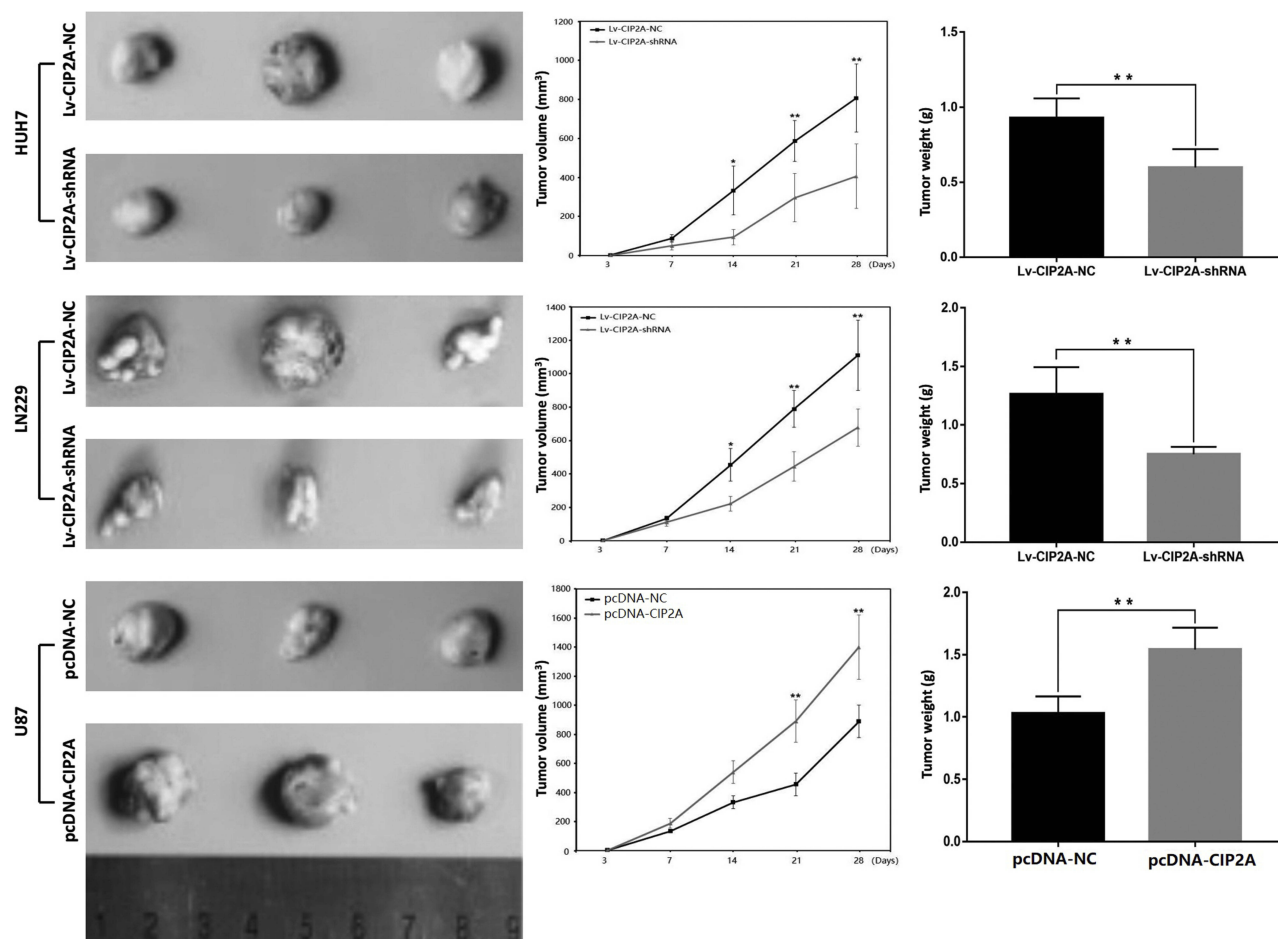 HUH7
Lv-CIP2A-NC
Lv-CIP2A-shRNA
Tumor volume (mm³)
1200
1000
800
600
400
200
0
Lv-CIP2A-NC
Lv-CIP2A-shRNA
*
**
**
3 7 14 21 28 (Days)
Tumor weight (g)
1.5
1.0
0.5
0.0
**
Lv-CIP2A-NC Lv-CIP2A-shRNA
LN229
Lv-CIP2A-NC
Lv-CIP2A-shRNA
Tumor volume (mm³)
1400
1200
1000
800
600
400
200
0
Lv-CIP2A-NC
Lv-CIP2A-shRNA
*
**
**
3 7 14 21 28 (Days)
Tumor weight (g)
2.0
1.5
1.0
0.5
0.0
**
Lv-CIP2A-NC Lv-CIP2A-shRNA
U87
pcDNA-NC
pcDNA-CIP2A
1 2 3 4 5 6 7 8 9
Tumor volume (mm³)
1800
1600
1400
1200
1000
800
600
400
200
0
pcDNA-NC
pcDNA-CIP2A
**
**
3 7 14 21 28 (Days)
Tumor weight (g)
2.0
1.5
1.0
0.5
0.0
**
pcDNA-NC pcDNA-CIP2A